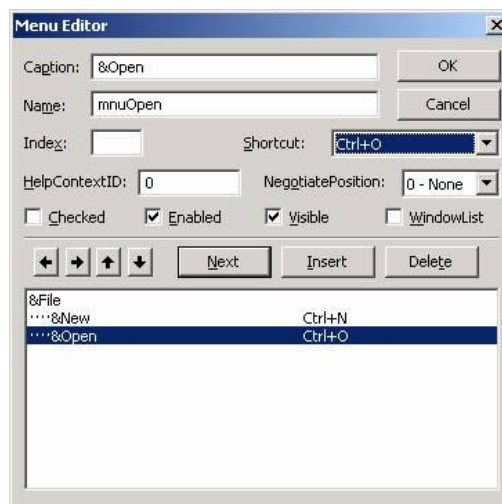 Menu Editor
Caption: &Open OK
Name: mnuOpen Cancel
Index: Shortcut: Ctrl+O
HelpContextID: 0 NegotiatePosition: 0 - None
Checked Enabled Visible WindowList
Next Insert Delete
&File
····&New Ctrl+N
····&Open Ctrl+O